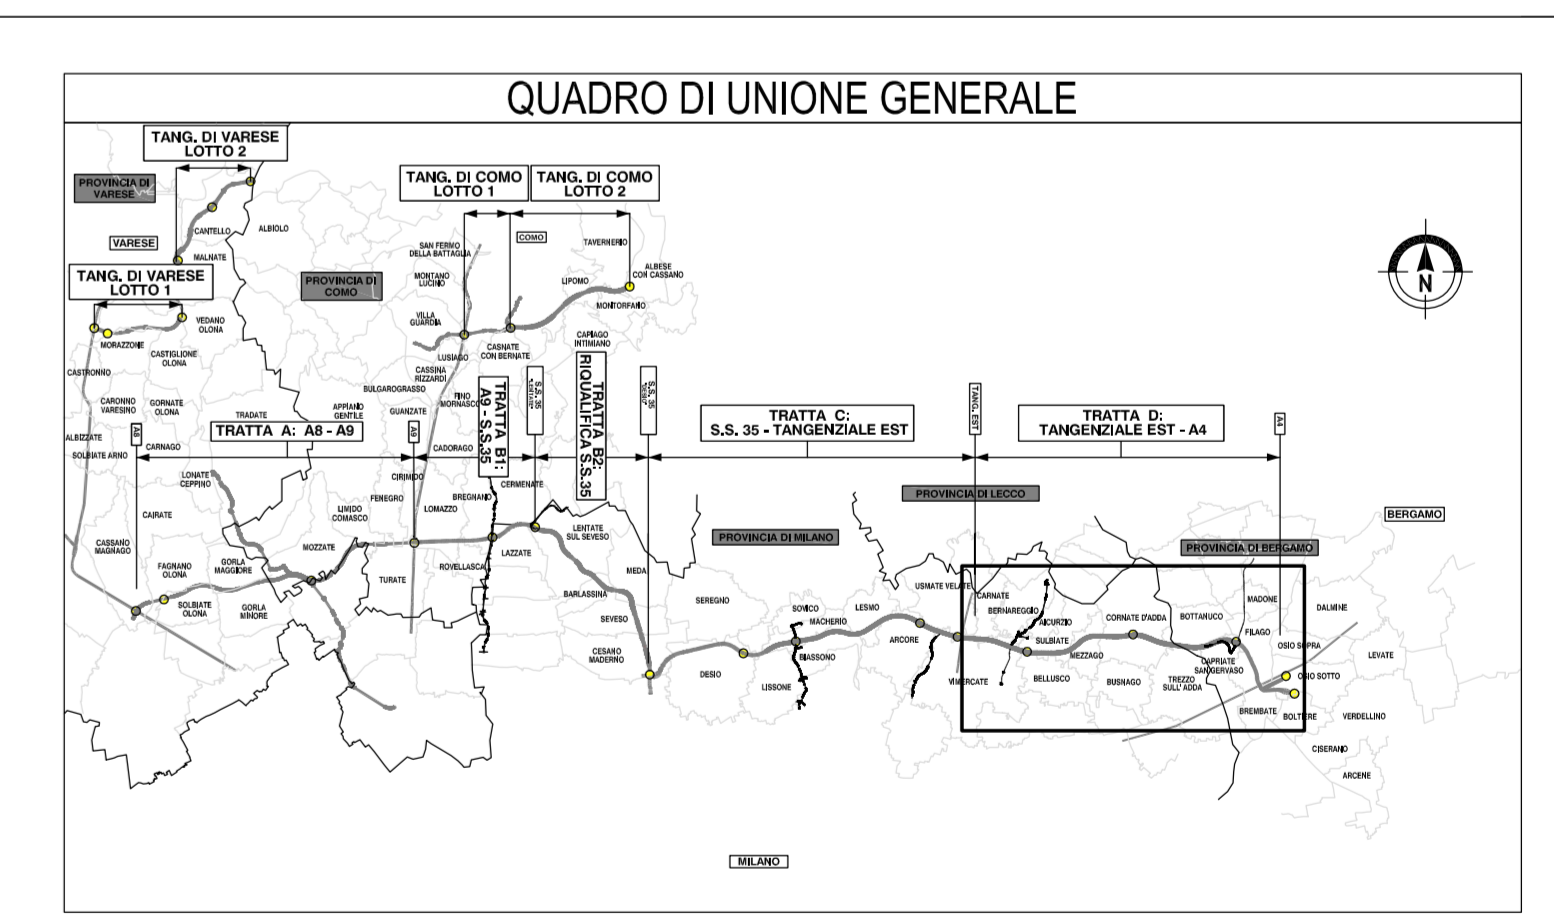 QUADRO DI UNIONE GENERALE
TANG. DI VARESE
LOTTO 2
PROVINCIA DI
VARESE
CANTELLO
ALBIOLO
VARESE
MALNATE
TANG. DI VARESE
LOTTO 1
VEDANO
OLONA
MORAZZONE
CASTIGLIONE
OLONA
CASTRONNO
CARONNO
VARESINO
GORNATE
OLONA
ALBIZZATE
SOLBIATE ARNO
CARNAGO
TRADATE
PROVINCIA DI
COMO
TANG. DI COMO
LOTTO 1
TANG. DI COMO
LOTTO 2
SAN FERMO
DELLA BATTAGLIA
COMO
TAVERNERIO
MONTANO
LUCINO
LIPOMO
ALBESE
CON CASSANO
MONTORFANO
VILLA
GUARDIA
LUSIAGO
CASNATE
CON BERNATE
CAPIAGO
INTIMIANO
CASSINA
RIZZARDI
BULGAROGRASSO
FINO
MORNASCO
APPIANO
GENTILE
GUANZATE
N
A8
TRATTA A: A8 - A9
A9
TRATTA B1:
A9 - S.S.35
S.S. 35
"LENTATE"
TRATTA B2:
RIQUALIFICA S.S.35
S.S. 35
"DESIO"
TRATTA C:
S.S. 35 - TANGENZIALE EST
TANG. EST
TRATTA D:
TANGENZIALE EST - A4
A4
CADORAGO
LONATE
CEPPINO
CIRIMIDO
CERMENATE
FENEGRO
BREGNANO
LIMIDO
COMASCO
LOMAZZO
CAIRATE
LENTATE
SUL SEVESO
CASSANO
MAGNAGO
MOZZATE
LAZZATE
FAGNANO
OLONA
GORLA
MAGGIORE
ROVELLASCA
TURATE
MEDA
SOLBIATE
OLONA
GORLA
MINORE
BARLASSINA
SEVESO
CESANO
MADERNO
PROVINCIA DI LECCO
PROVINCIA DI MILANO
BERGAMO
PROVINCIA DI BERGAMO
SEREGNO
SOVICO
MACHERIO
LESMO
USMATE VELATE
CARNATE
BERNAREGGIO
AICURZIO
SULBIATE
CORNATE D'ADDA
BOTTANUCO
MADONE
DALMINE
FILAGO
OSIO SOPRA
LEVATE
ARCORE
BIASSONO
DESIO
LISSONE
VIMERCATE
MEZZAGO
BELLUSCO
BUSNAGO
TREZZO
SULL' ADDA
CAPRIATE
SANGERVASO
OSIO SOTTO
BREMBATE
BOLTIERE
VERDELLINO
CISERANO
ARCENE
MILANO